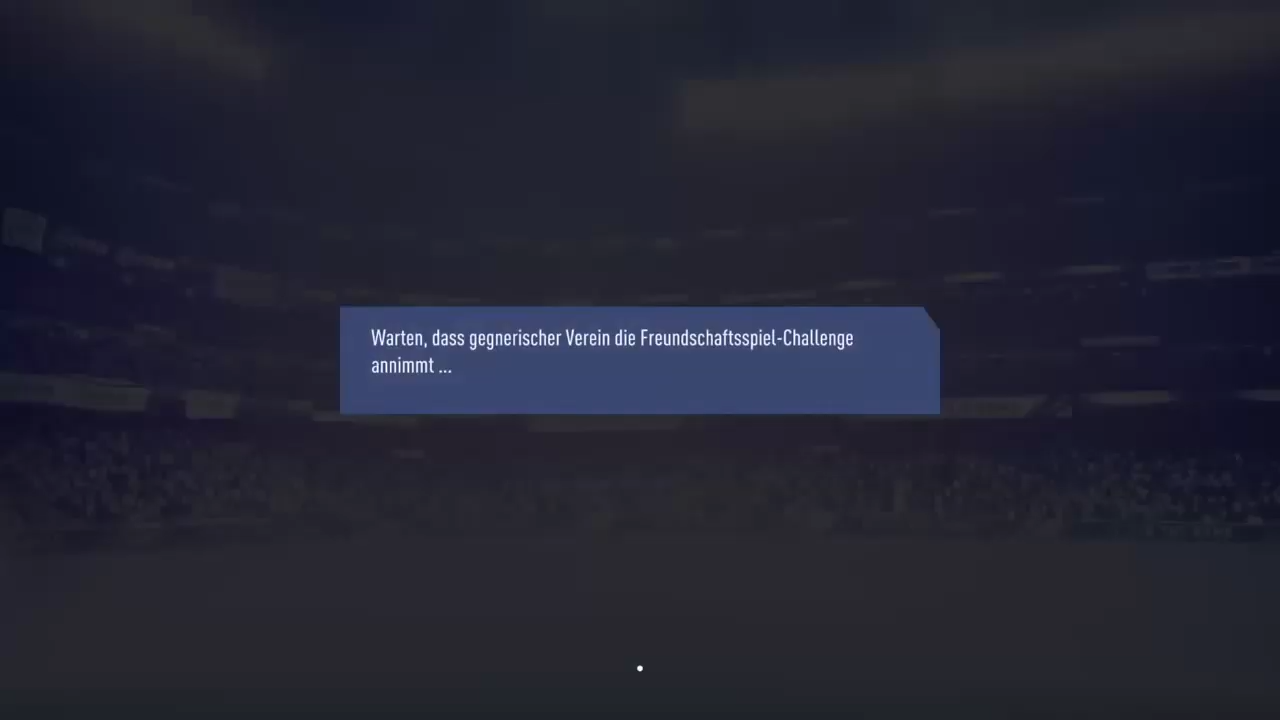 Warten, dass gegnerischer Verein die Freundschaftsspiel-Challenge
annimmt ...